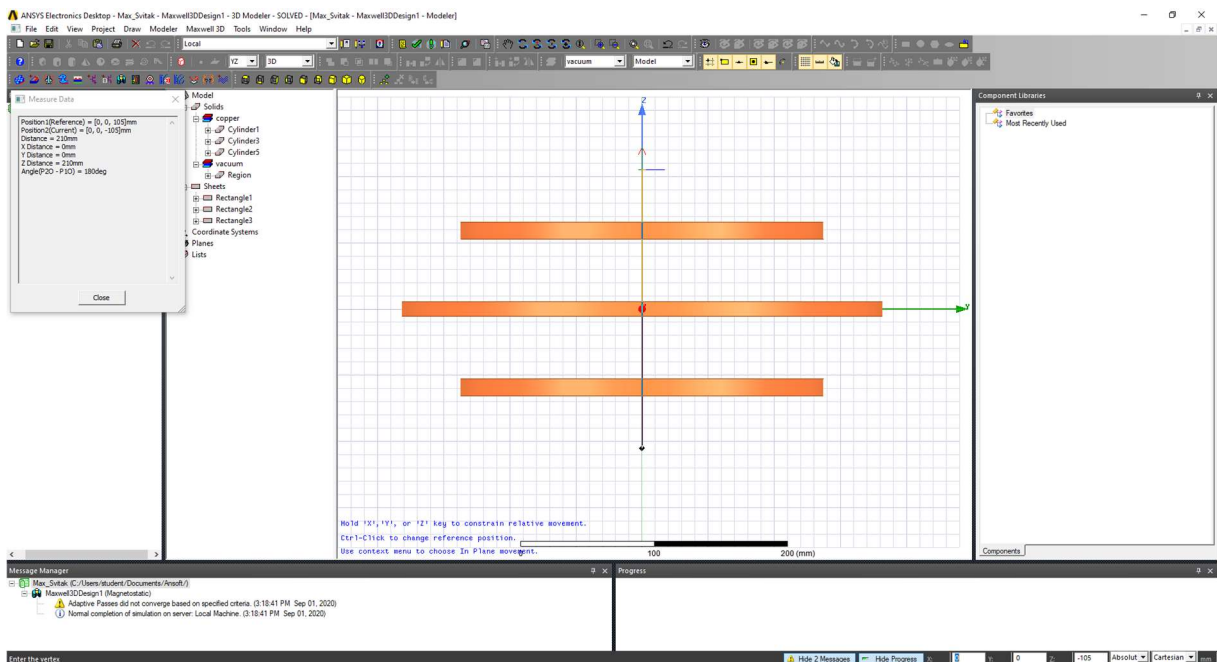 ANSYS Electronics Desktop - Max_Svitak - Maxwell3DDesign1 - 3D Modeler - SOLVED - [Max_Svitak - Maxwell3DDesign1 - Modeler]
File Edit View Project Draw Modeler Maxwell 3D Tools Window Help
Local
YZ 3D vacuum Model
Measure Data
Position1(Reference) = [0, 0, 105]mm
Position2(Current) = [0, 0, -105]mm
Distance = 210mm
X Distance = 0mm
Y Distance = 0mm
Z Distance = 210mm
Angle(P2O - P1O) = 180deg
Close
Model
Solids
copper
Cylinder1
Cylinder3
Cylinder5
vacuum
Region
Sheets
Rectangle1
Rectangle2
Rectangle3
Coordinate Systems
Planes
Lists
Z
Y
Hold 'X','Y', or 'Z' key to constrain relative movement.
Ctrl-Click to change reference position.
Use context menu to choose In Plane movement.
0 100 200 (mm)
Component Libraries
Favorites
Most Recently Used
Components
Message Manager
Max_Svitak (C:/Users/student/Documents/Ansoft/)
Maxwell3DDesign1 (Magnetostatic)
Adaptive Passes did not converge based on specified criteria. (3:18:41 PM Sep 01, 2020)
Normal completion of simulation on server: Local Machine. (3:18:41 PM Sep 01, 2020)
Progress
Enter the vertex
Hide 2 Messages Hide Progress X: 0 Y: 0 Z: -105 Absolut Cartesian mm